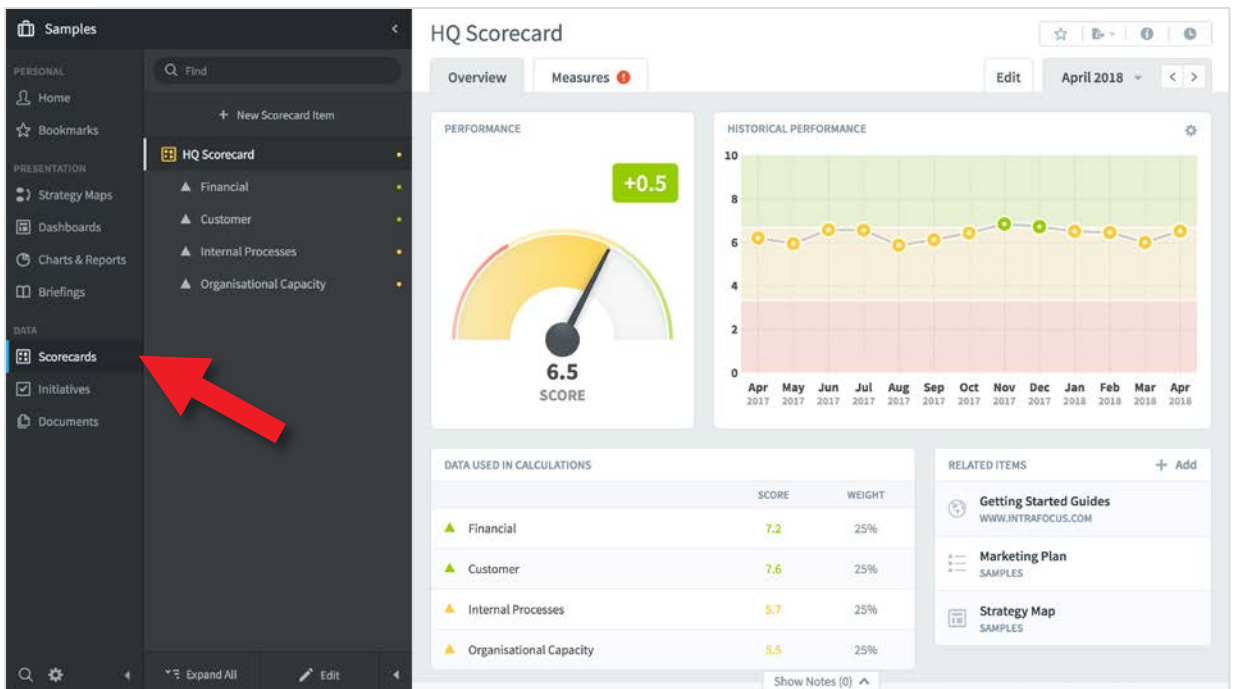 Samples
PERSONAL
Home
Bookmarks
PRESENTATION
Strategy Maps
Dashboards
Charts & Reports
Briefings
DATA
Scorecards
Initiatives
Documents
Find
+ New Scorecard Item
HQ Scorecard
Financial
Customer
Internal Processes
Organisational Capacity
Expand All
Edit
HQ Scorecard
Overview
Measures
Edit
April 2018
PERFORMANCE
+0.5
6.5
SCORE
HISTORICAL PERFORMANCE
10
8
6
4
2
0
Apr May Jun Jul Aug Sep Oct Nov Dec Jan Feb Mar Apr
2017 2017 2017 2017 2017 2017 2017 2017 2017 2018 2018 2018 2018
DATA USED IN CALCULATIONS
SCORE WEIGHT
Financial 7.2 25%
Customer 7.6 25%
Internal Processes 5.7 25%
Organisational Capacity 5.5 25%
RELATED ITEMS
+ Add
Getting Started Guides
WWW.INTRAFOCUS.COM
Marketing Plan
SAMPLES
Strategy Map
SAMPLES
Show Notes (0)